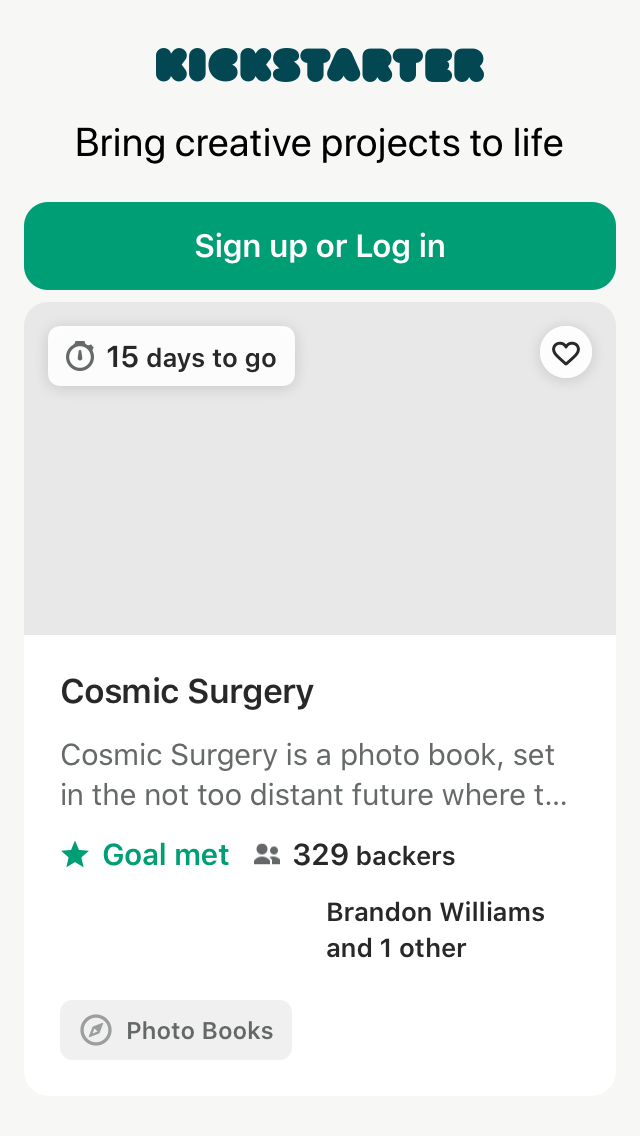 KICKSTARTER
Bring creative projects to life
Sign up or Log in
15 days to go
Cosmic Surgery
Cosmic Surgery is a photo book, set
in the not too distant future where t...
Goal met 329 backers
Brandon Williams
and 1 other
Photo Books